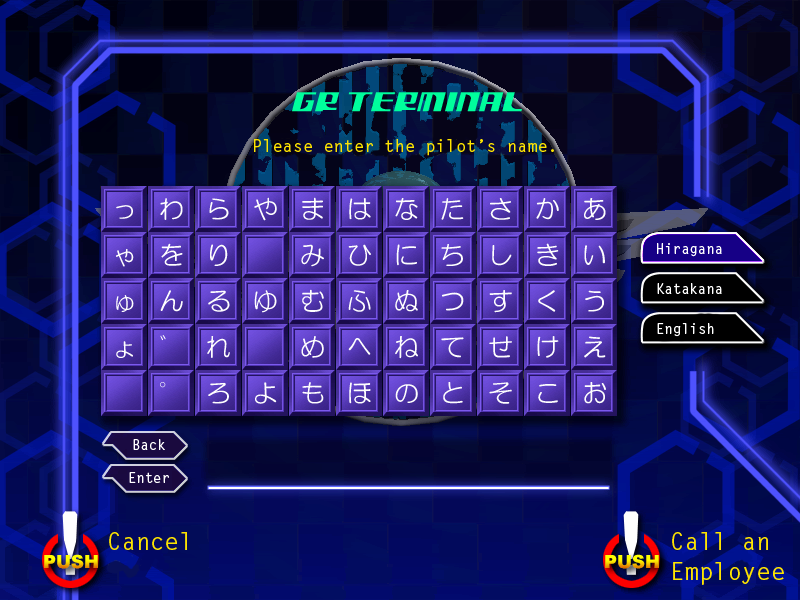 GR TERMINAL
Please enter the pilot's name.
っ わ ら や ま は な た さ か あ
ゃ を り み ひ に ち し き い
ゅ ん る ゆ む ふ ぬ つ す く う
ょ ゛ れ め へ ね て せ け え
゜ ろ よ も ほ の と そ こ お
Hiragana
Katakana
English
Back
Enter
PUSH Cancel
PUSH Call an
Employee